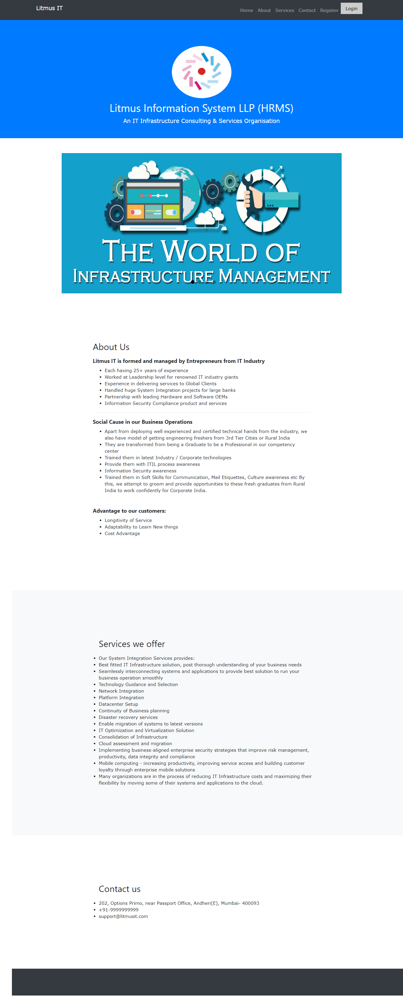 Litmus IT
Home About Services Contact Register Login
Litmus Information System LLP (HRMS)
An IT Infrastructure Consulting & Services Organisation
THE WORLD OF
INFRASTRUCTURE MANAGEMENT
About Us
Litmus IT is formed and managed by Entrepreneurs from IT Industry
Each having 25+ years of experience
Worked at Leadership level for renowned IT industry giants
Experience in delivering services to Global Clients
Handled huge System Integration projects for large banks
Partnership with leading Hardware and Software OEMs
Information Security Compliance product and services
Social Cause in our Business Operations
Apart from deploying well experienced and certified technical hands from the industry, we
also have model of getting engineering freshers from 3rd Tier Cities or Rural India
They are transformed from being a Graduate to be a Professional in our competency
center
Trained them in latest Industry / Corporate technologies
Provide them with ITIL process awareness
Information Security awareness
Trained them in Soft Skills for Communication, Mail Etiquettes, Culture awareness etc By
this, we attempt to groom and provide opportunities to these fresh graduates from Rural
India to work confidently for Corporate India.
Advantage to our customers:
Longitivity of Service
Adaptability to Learn New things
Cost Advantage
Services we offer
Our System Integration Services provides:
Best fitted IT Infrastructure solution, post thorough understanding of your business needs
Seamlessly interconnecting systems and applications to provide best solution to run your
business operation smoothly
Technology Guidance and Selection
Network Integration
Platform Integration
Datacenter Setup
Continuity of Business planning
Disaster recovery services
Enable migration of systems to latest versions
IT Optimization and Virtualization Solution
Consolidation of Infrastructure
Cloud assessment and migration
Implementing business-aligned enterprise security strategies that improve risk management,
productivity, data integrity and compliance
Mobile computing - increasing productivity, improving service access and building customer
loyalty through enterprise mobile solutions
Many organizations are in the process of reducing IT Infrastructure costs and maximizing their
flexibility by moving some of their systems and applications to the cloud.
Contact us
202, Options Primo, near Passport Office, Andheri(E), Mumbai- 400093
+91-9999999999
support@litmusit.com